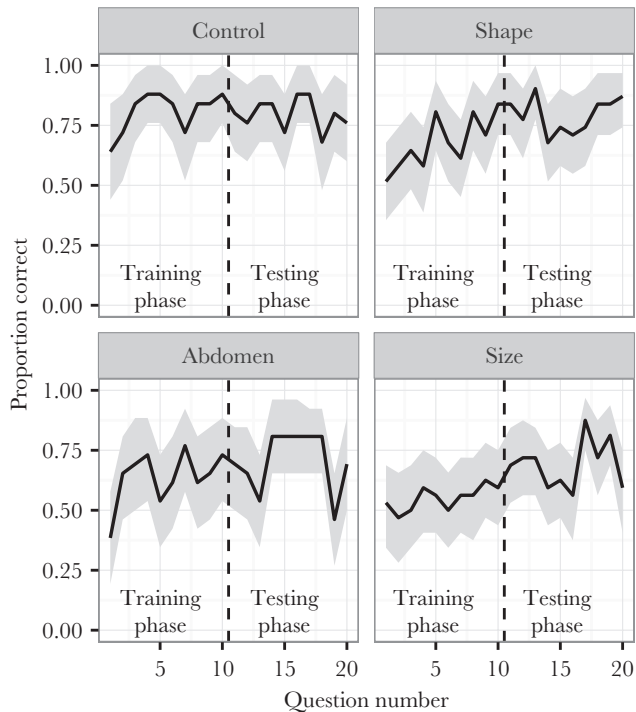 Control
Shape
1.00
0.75
0.50
0.25
0.00
Training
phase
Testing
phase
Training
phase
Testing
phase
Proportion correct
Abdomen
Size
1.00
0.75
0.50
0.25
0.00
Training
phase
Testing
phase
Training
phase
Testing
phase
5 10 15 20 5 10 15 20
Question number